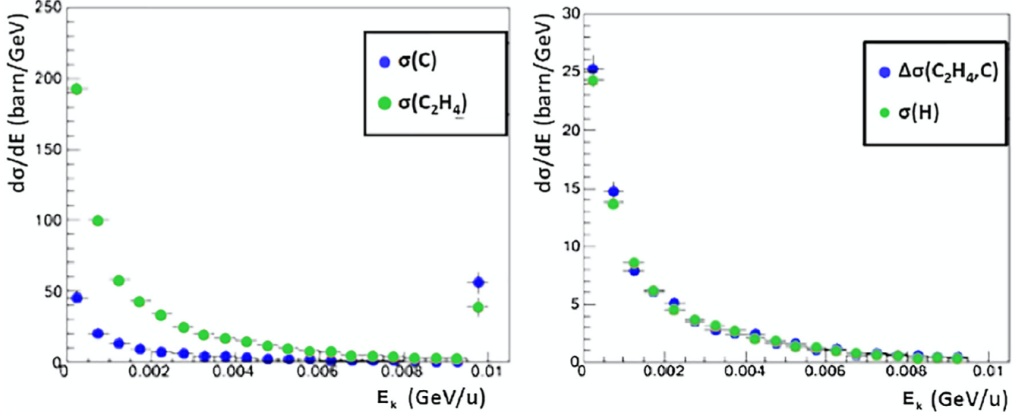 dσ/dE (barn/GeV)
250
200
150
100
50
0
σ(C)
σ(C₂H₄)
0 0.002 0.004 0.006 0.008 0.01
Eₖ (GeV/u)
dσ/dE (barn/GeV)
30
25
20
15
10
5
0
Δσ(C₂H₄,C)
σ(H)
0 0.002 0.004 0.006 0.008 0.01
Eₖ (GeV/u)